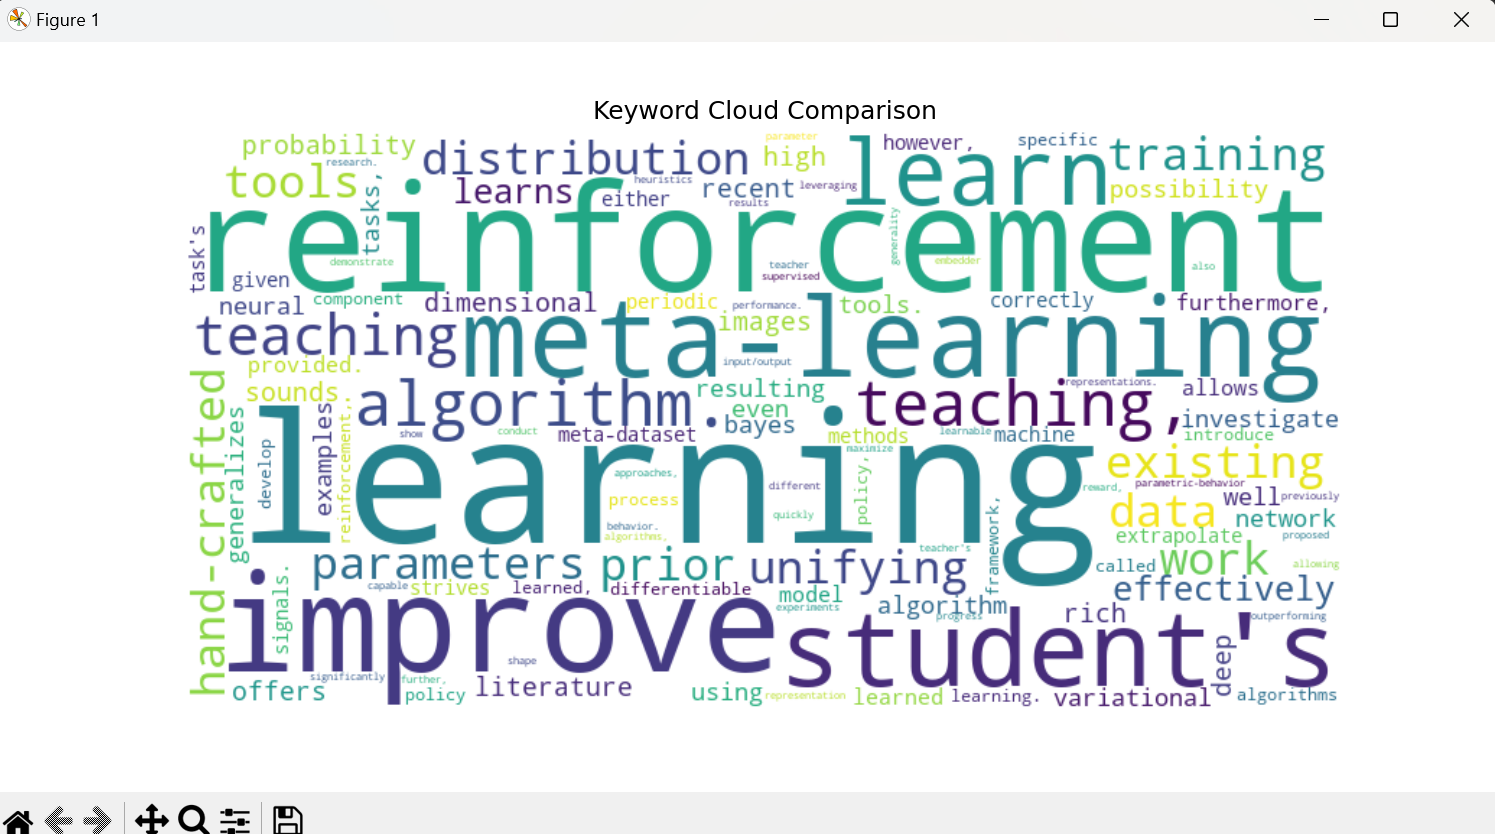 Figure 1
Keyword Cloud Comparison
probability
research.
distribution
parameter
high
however,
specific
training
tools
tasks,
learns
heuristics
either
recent
results
leveraging
learn
possibility
reinforcement
task's
demonstrate
teacher
supervised
generality
embedder
also
given
neural
component
dimensional
periodic
performance.
images
tools.
correctly
furthermore,
teaching
meta-learning
input/output
provided.
sounds.
algorithm.
resulting
even
bayes
teaching,
representations.
allows
investigate
introduce
hand-crafted
generalizes
develop
examples
reinforcement,.
show
conduct
meta-dataset
methods
maximize
learnable
machine
learning
approaches,
process
behavior.
algorithms,
different
quickly
policy,
framework,
existing
reward,
parametric-behavior
data
well
previously
network
extrapolate
proposed
parameters
prior
unifying
teacher's
called
work
allowing
signals.
capable
strives
learned,
differentiable
model
experiments
algorithm
progress
effectively
rich
outperforming
improve
student's
shape
significantly
further,
offers
policy
literature
using
representation
learned
learning.
variational
deep
algorithms